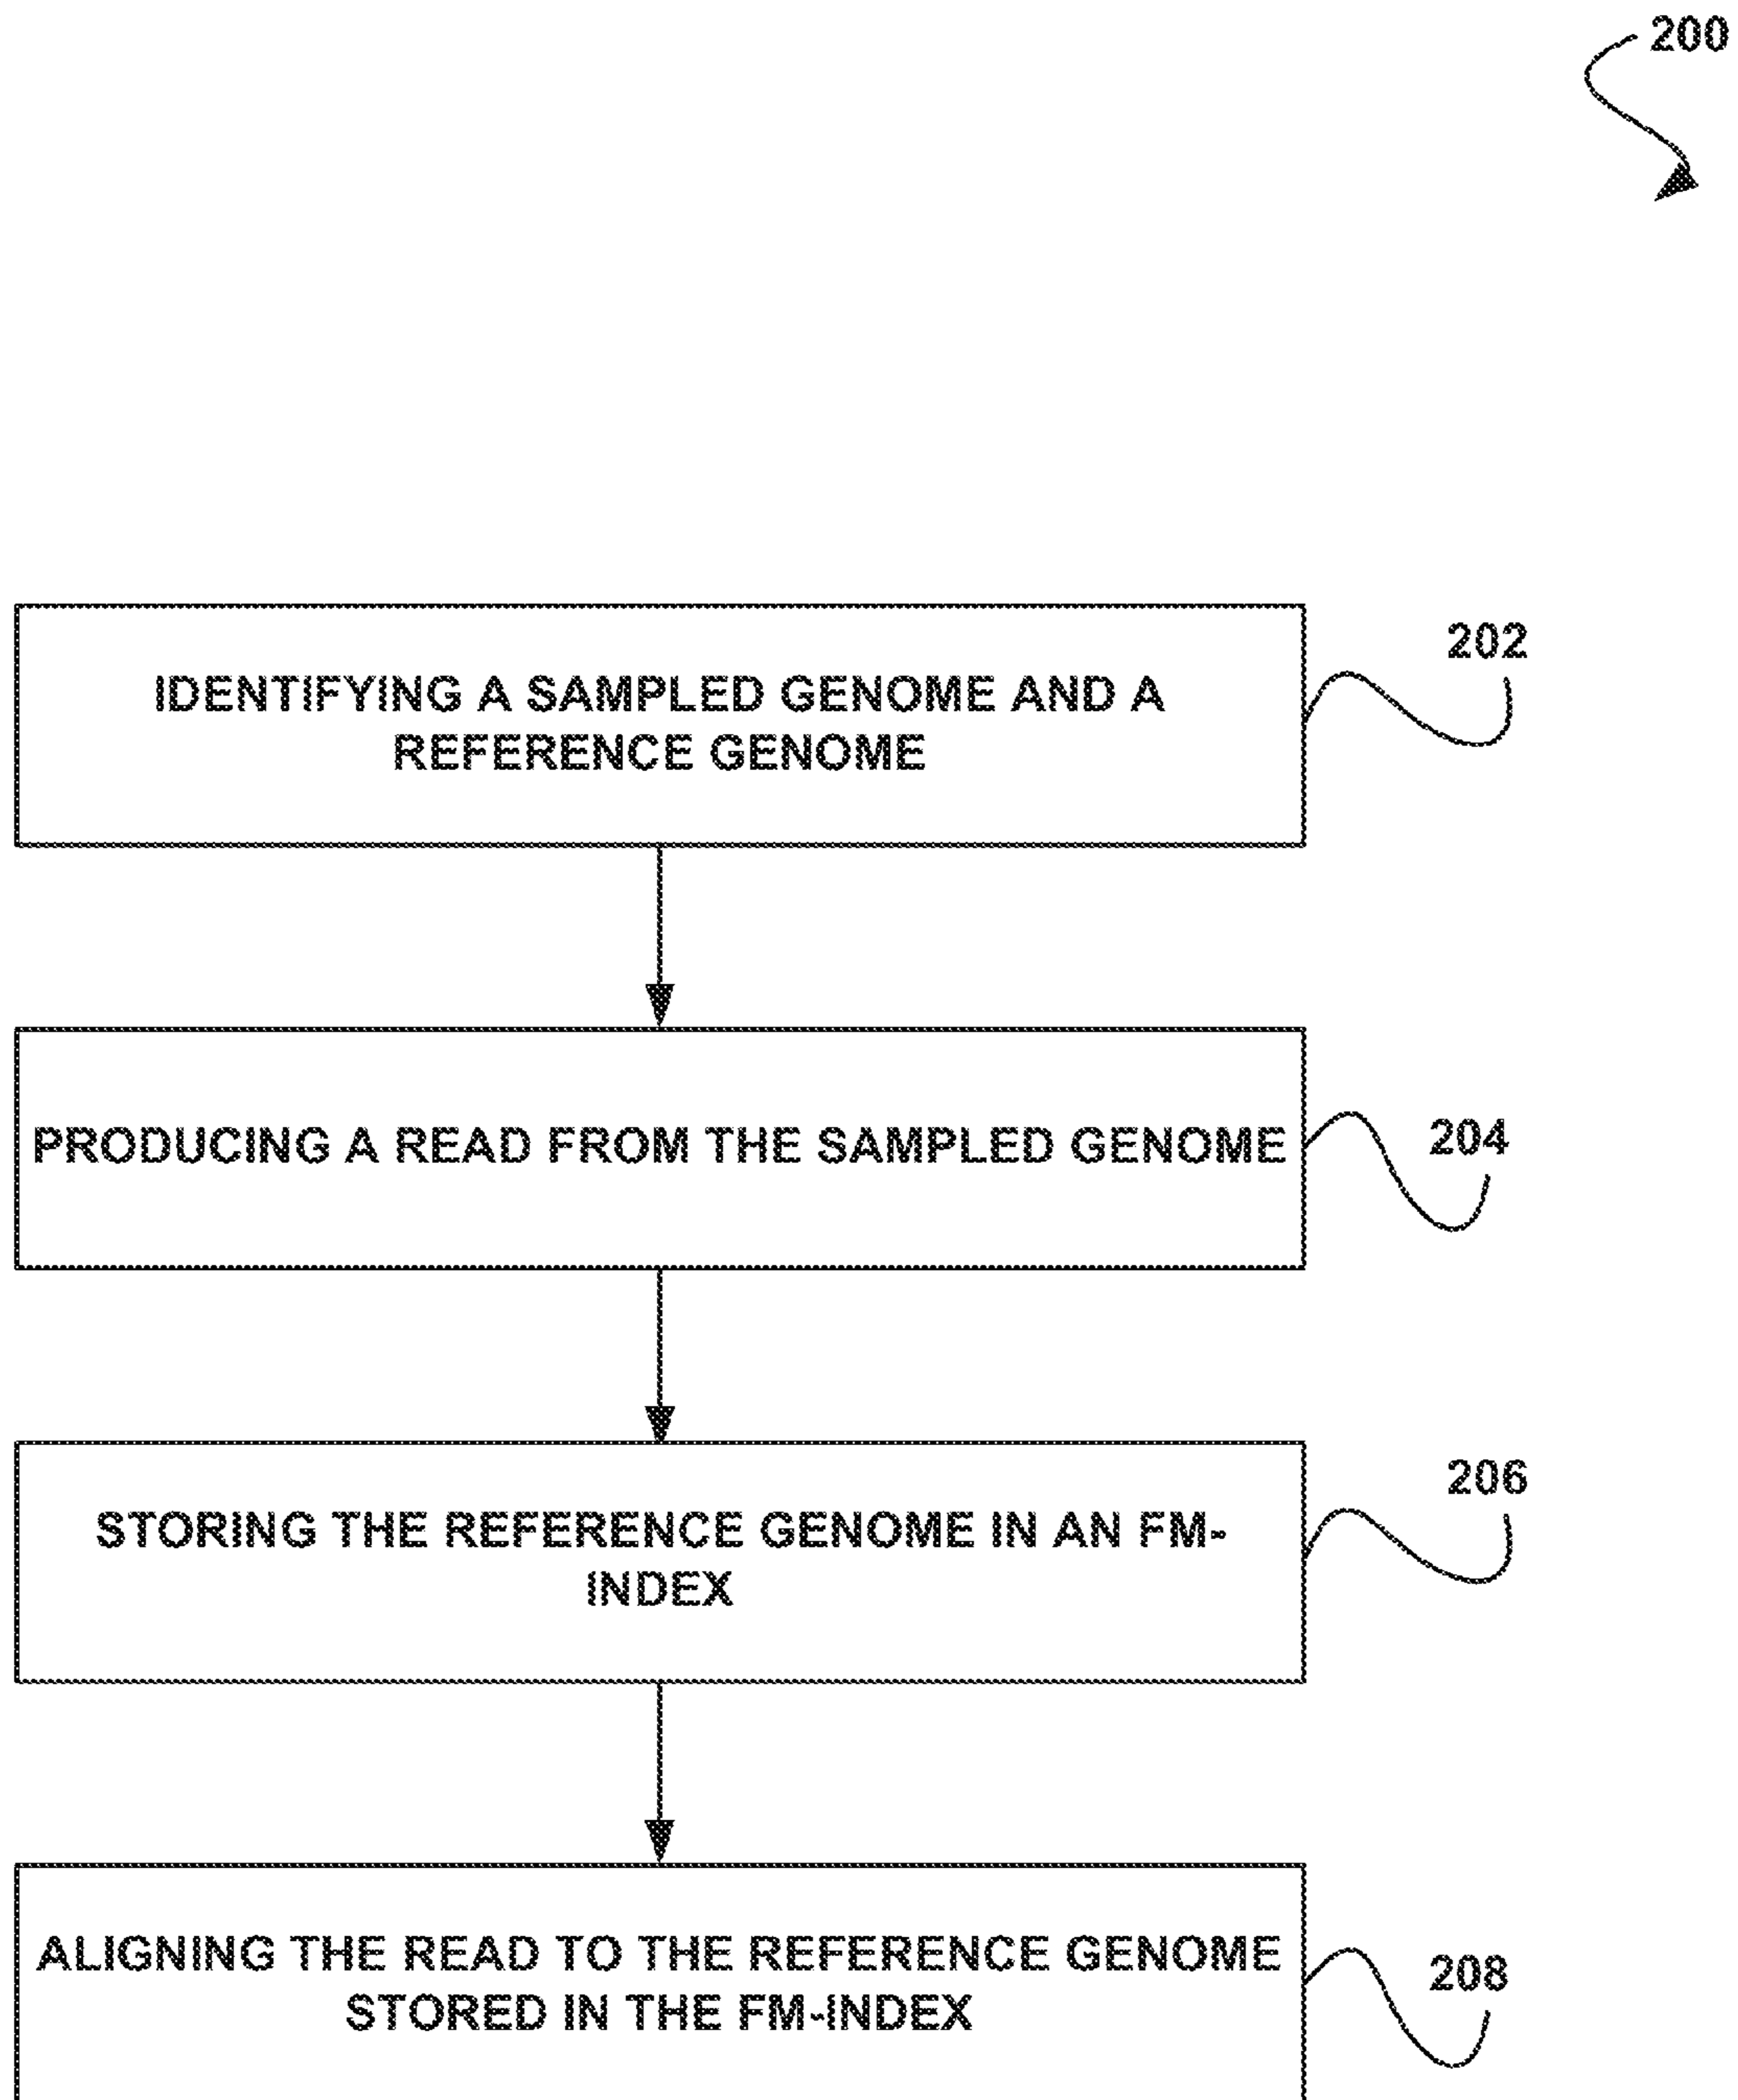 200
202
IDENTIFYING A SAMPLED GENOME AND A
REFERENCE GENOME
204
PRODUCING A READ FROM THE SAMPLED GENOME
206
STORING THE REFERENCE GENOME IN AN FM-
INDEX
208
ALIGNING THE READ TO THE REFERENCE GENOME
STORED IN THE FM-INDEX